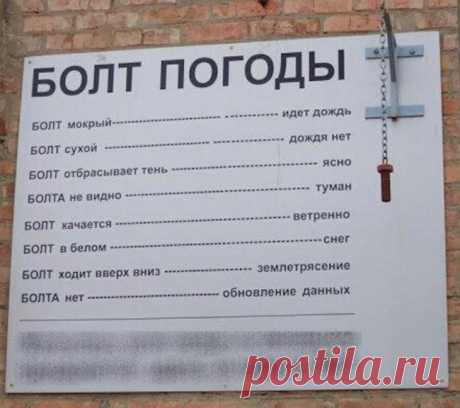 БОЛТ ПОГОДЫ
БОЛТ мокрый---------------------- - -------------- идет дождь
БОЛТ сухой ---------------------- - ------------- дождя нет
БОЛТ отбрасывает тень ------------------------------ ясно
БОЛТА не видно ---------------------------------------- туман
БОЛТ качается ------------------------------------ ветренно
БОЛТ в белом ------------------------------------------- снег
БОЛТ ходит вверх вниз ----------------- землетрясение
БОЛТА нет -------------------------- обновление данных
postila.ru